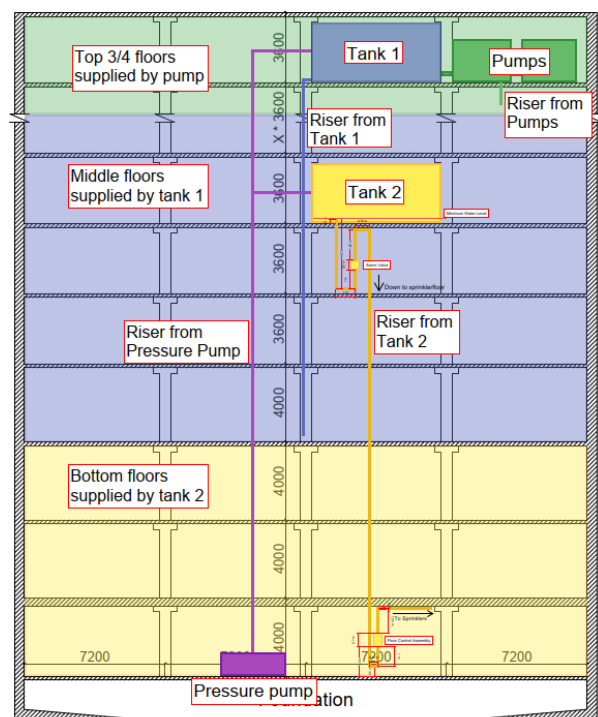 Top 3/4 floors
supplied by pump
3600
Tank 1
Pumps
X * 3600
Riser from
Tank 1
Riser from
Pumps
Middle floors
supplied by tank 1
3600
Tank 2
Minimum Water Level
3600
Alarm Valve
Down to sprinklerfloor
Riser from
Pressure Pump
3600
Riser from
Tank 2
4000
Bottom floors
supplied by tank 2
4000
4000
To Sprinklers
Floor Control Assembly
7200
4000
7200
7200
Pressure pump
Foundation